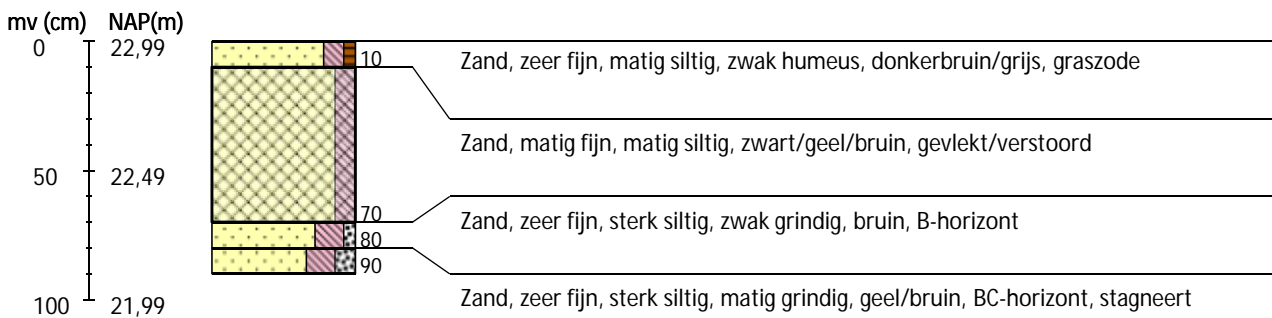 mv (cm) NAP(m)
0 22,99
10 Zand, zeer fijn, matig siltig, zwak humeus, donkerbruin/grijs, graszode
Zand, matig fijn, matig siltig, zwart/geel/bruin, gevlekt/verstoord
50 22,49
70 Zand, zeer fijn, sterk siltig, zwak grindig, bruin, B-horizont
80
90
100 21,99 Zand, zeer fijn, sterk siltig, matig grindig, geel/bruin, BC-horizont, stagneert